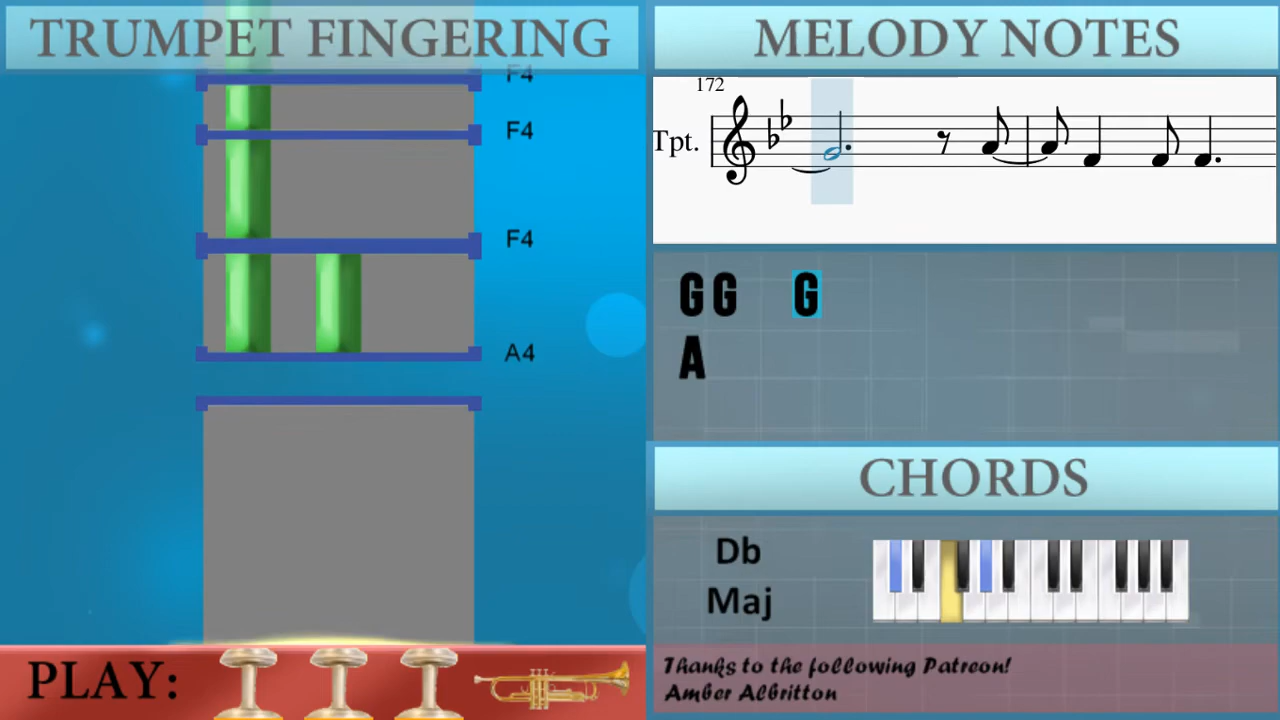 TRUMPET FINGERING
F4
F4
F4
A4
PLAY:
MELODY NOTES
172
Tpt.
G G G
A
CHORDS
Db
Maj
Thanks to the following Patreon!
Amber Albritton